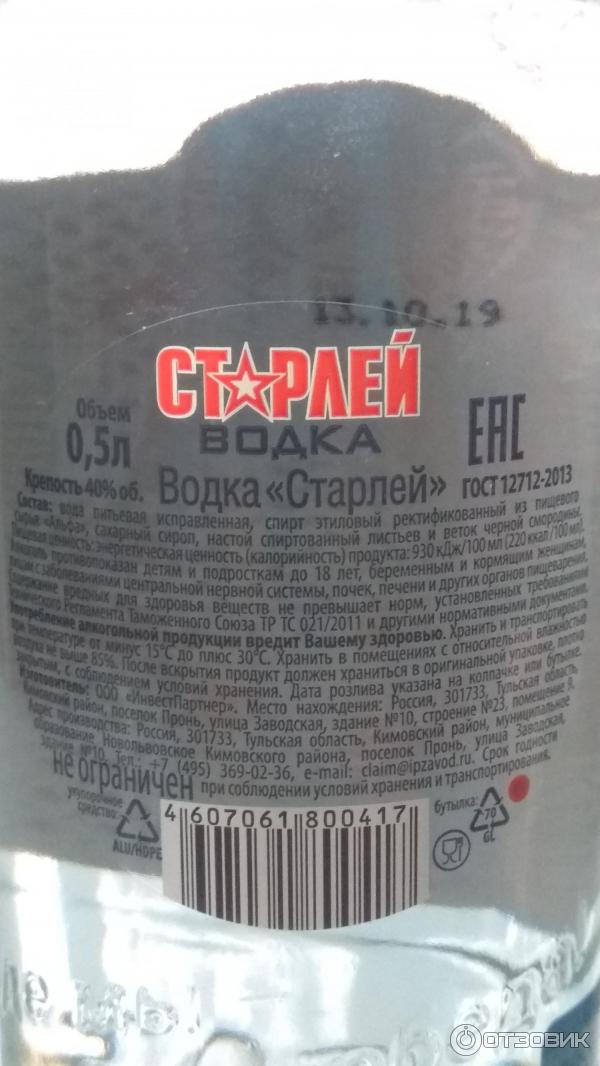 13.10.19
СТАРЛЕЙ
ВОДКА
Объем
0,5л
Крепость 40% об.
Водка «Старлей»
ЕАС
ГОСТ 12712-2013
Состав: вода питьевая исправленная, спирт этиловый ректификованный из пищевого
сырья «Альфа», сахарный сироп, настой спиртованный листьев и веток черной смородины.
Пищевая ценность: энергетическая ценность (калорийность) продукта: 930 кДж/100 мл (220 ккал/100 мл).
Алкоголь противопоказан детям и подросткам до 18 лет, беременным и кормящим женщинам,
лицам с заболеваниями центральной нервной системы, почек, печени и других органов пищеварения.
Содержание вредных для здоровья веществ не превышает норм, установленных требованиями
Технического Регламента Таможенного Союза ТР ТС 021/2011 и другими нормативными документами.
Употребление алкогольной продукции вредит Вашему здоровью. Хранить и транспортировать
при температуре от минус 15°С до плюс 30°С. Хранить в помещениях с относительной влажностью
воздуха не выше 85%. После вскрытия продукт должен храниться в оригинальной упаковке, плотно
закрытым, с соблюдением условий хранения. Дата розлива указана на колпачке или бутылке.
Изготовитель: ООО «ИнвестПартнер». Место нахождения: Россия, 301733, Тульская область,
Кимовский район, поселок Пронь, улица Заводская, здание №10, строение №23, помещение 9.
Адрес производства: Россия, 301733, Тульская область, Кимовский район, муниципальное
образование Новольвовское Кимовского района, поселок Пронь, улица Заводская,
здание №10. Тел.: +7 (495) 369-02-36, e-mail: claim@ipzavod.ru. Срок годности
не ограничен при соблюдении условий хранения и транспортирования.
укупорочное
средство:
ALU/HDPE
4 607061 800417
бутылка:
70
GL
ОТЗОВИК